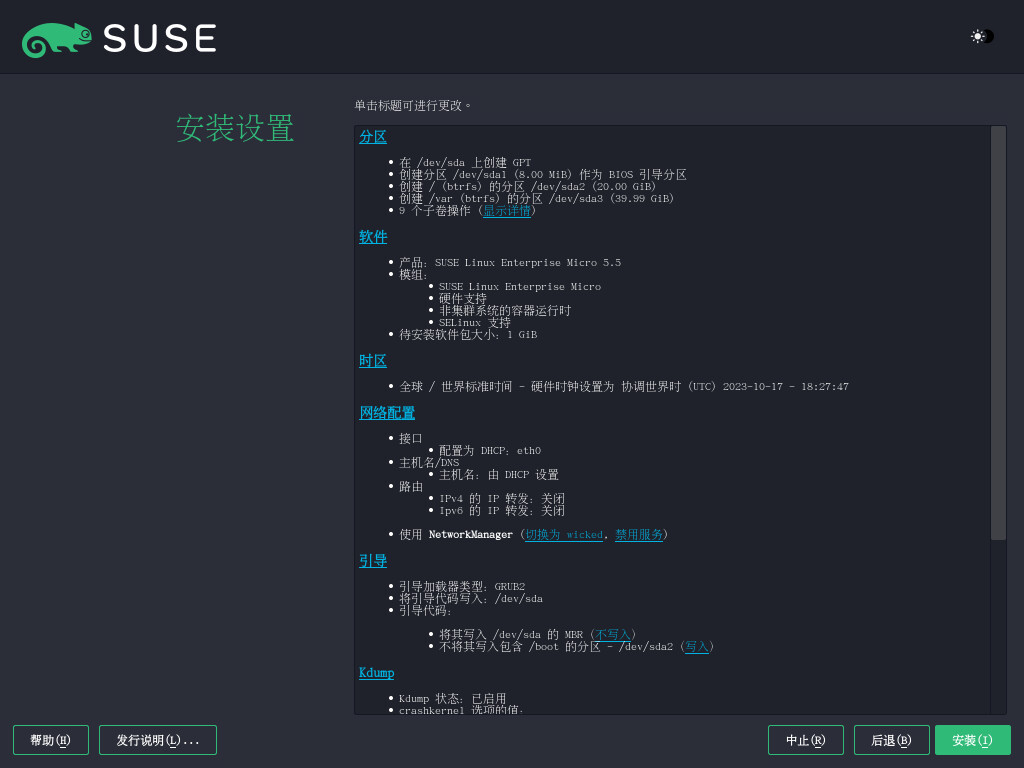 SUSE
安装设置
单击标题可进行更改。
分区
在 /dev/sda 上创建 GPT
创建分区 /dev/sda1 (8.00 MiB) 作为 BIOS 引导分区
创建 / (btrfs) 的分区 /dev/sda2 (20.00 GiB)
创建 /var (btrfs) 的分区 /dev/sda3 (39.99 GiB)
9 个子卷操作 (显示详情)
软件
产品: SUSE Linux Enterprise Micro 5.5
模组:
SUSE Linux Enterprise Micro
硬件支持
非集群系统的容器运行时
SELinux 支持
待安装软件包大小: 1 GiB
时区
全球 / 世界标准时间 - 硬件时钟设置为 协调世界时 (UTC) 2023-10-17 - 18:27:47
网络配置
接口
配置为 DHCP: eth0
主机名/DNS
主机名: 由 DHCP 设置
路由
IPv4 的 IP 转发: 关闭
Ipv6 的 IP 转发: 关闭
使用 NetworkManager (切换为 wicked, 禁用服务)
引导
引导加载器类型: GRUB2
将引导代码写入: /dev/sda
引导代码:
将其写入 /dev/sda 的 MBR (不写入)
不将其写入包含 /boot 的分区 - /dev/sda2 (写入)
Kdump
Kdump 状态: 已启用
crashkernel 选项的值:
帮助(H) 发行说明(L)... 中止(R) 后退(B) 安装(I)